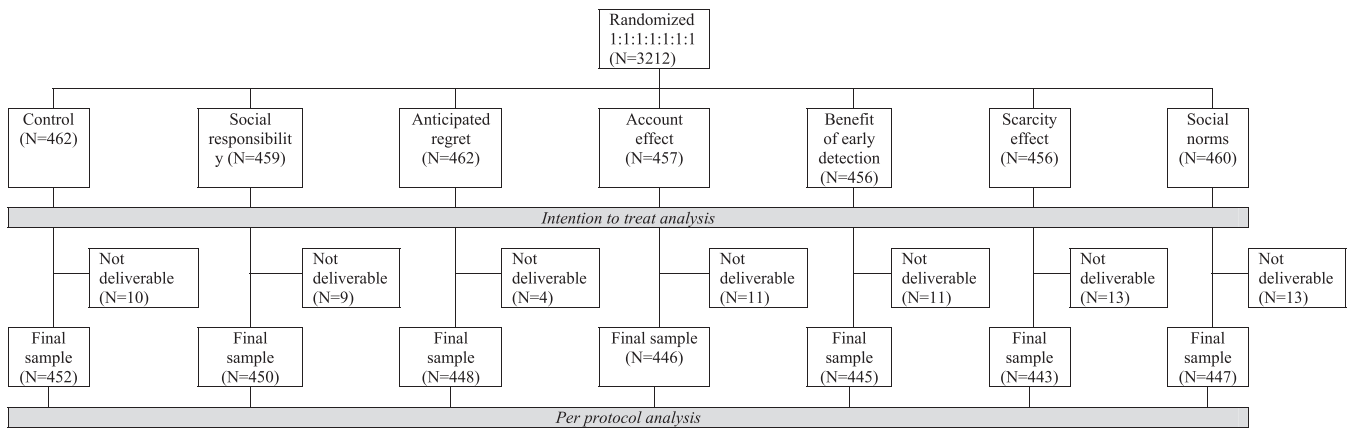 Randomized
1:1:1:1:1:1:1
(N=3212)
Control
(N=462)
Social
responsibilit
y (N=459)
Anticipated
regret
(N=462)
Account
effect
(N=457)
Benefit
of early
detection
(N=456)
Scarcity
effect
(N=456)
Social
norms
(N=460)
Intention to treat analysis
Not
deliverable
(N=10)
Not
deliverable
(N=9)
Not
deliverable
(N=4)
Not
deliverable
(N=11)
Not
deliverable
(N=11)
Not
deliverable
(N=13)
Not
deliverable
(N=13)
Final
sample
(N=452)
Final
sample
(N=450)
Final
sample
(N=448)
Final sample
(N=446)
Final
sample
(N=445)
Final
sample
(N=443)
Final
sample
(N=447)
Per protocol analysis